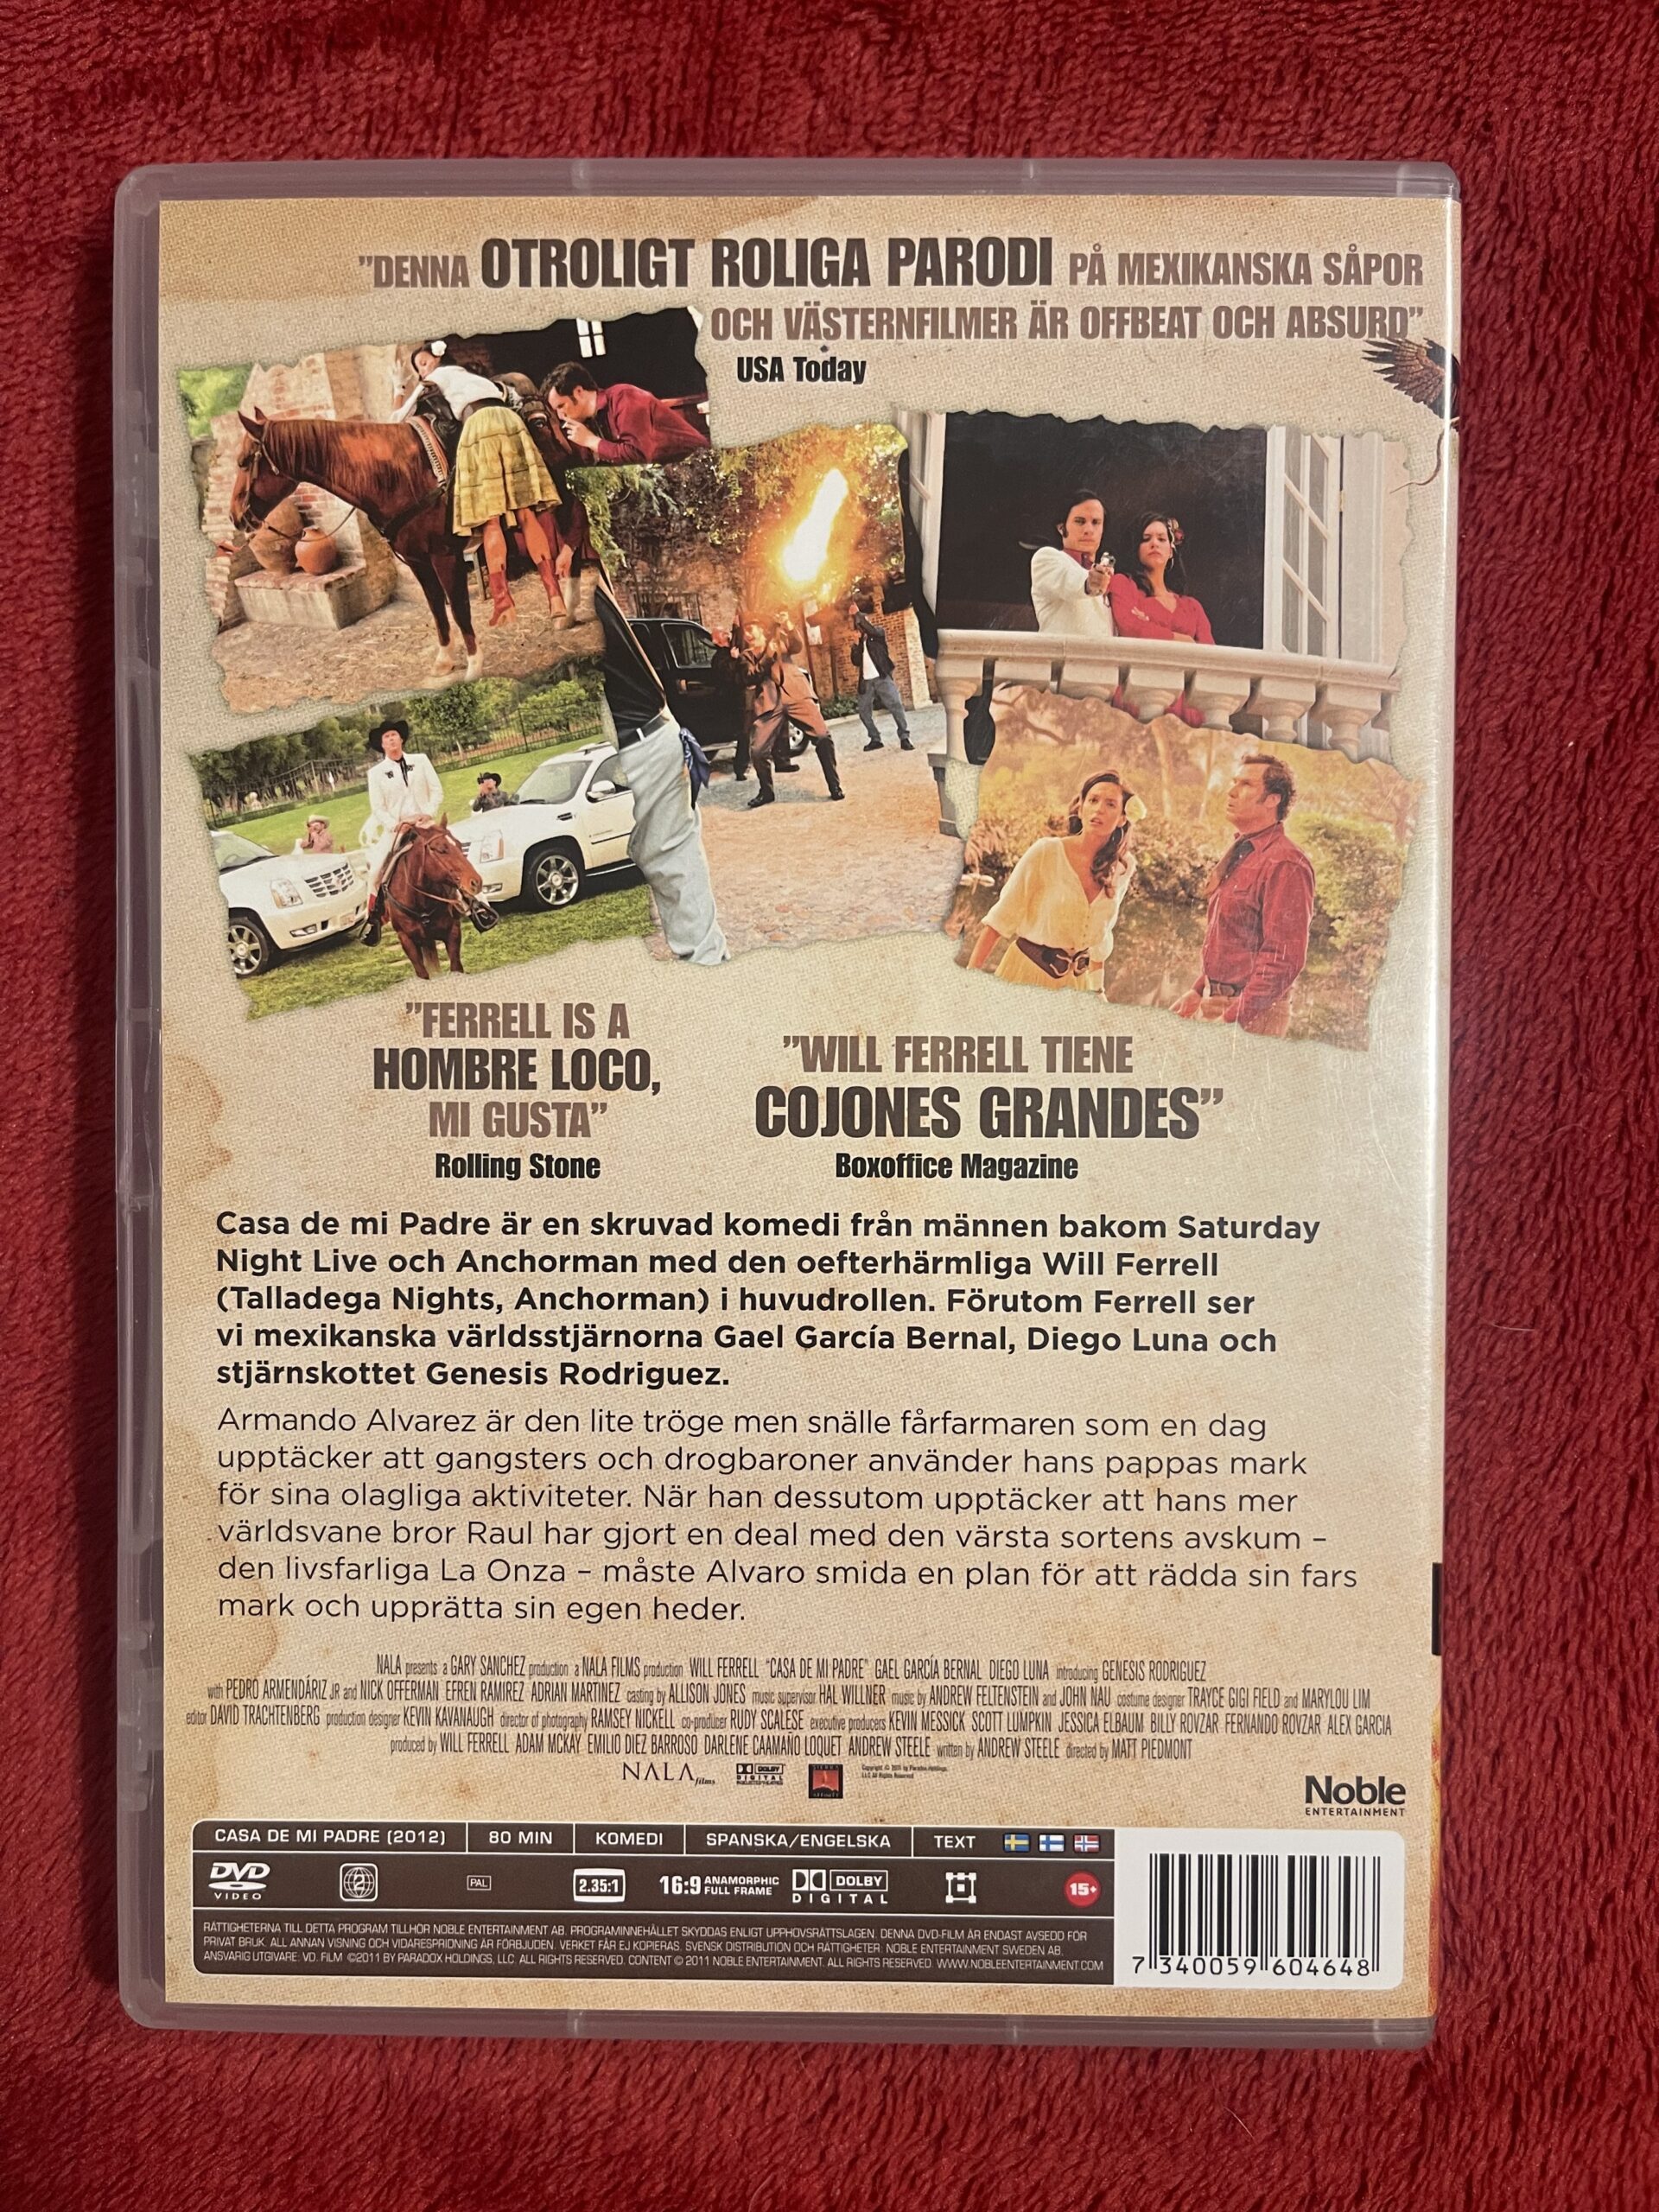 ”DENNA OTROLIGT ROLIGA PARODI PÅ MEXIKANSKA SÅPOR
OCH VÄSTERNFILMER ÄR OFFBEAT OCH ABSURD”
USA Today
”FERRELL IS A
HOMBRE LOCO,
MI GUSTA”
Rolling Stone
”WILL FERRELL TIENE
COJONES GRANDES”
Boxoffice Magazine
Casa de mi Padre är en skruvad komedi från männen bakom Saturday
Night Live och Anchorman med den oefterhärmliga Will Ferrell
(Talladega Nights, Anchorman) i huvudrollen. Förutom Ferrell ser
vi mexikanska världsstjärnorna Gael García Bernal, Diego Luna och
stjärnskottet Genesis Rodriguez.
Armando Alvarez är den lite tröge men snälle fårfarmaren som en dag
upptäcker att gangsters och drogbaroner använder hans pappas mark
för sina olagliga aktiviteter. När han dessutom upptäcker att hans mer
världsvane bror Raul har gjort en deal med den värsta sortens avskum –
den livsfarliga La Onza – måste Alvaro smida en plan för att rädda sin fars
mark och upprätta sin egen heder.
NALA presents a GARY SANCHEZ production a NALA FILMS production WILL FERRELL "CASA DE MI PADRE" GAEL GARCÍA BERNAL DIEGO LUNA introducing GENESIS RODRIGUEZ
with PEDRO ARMENDÁRIZ JR and NICK OFFERMAN EFREN RAMIREZ ADRIAN MARTINEZ casting by ALLISON JONES music supervisor HAL WILLNER music by ANDREW FELTENSTEIN and JOHN NAU costume designer TRAYCE GIGI FIELD and MARYLOU LIM
editor DAVID TRACHTENBERG production designer KEVIN KAVANAUGH director of photography RAMSEY NICKELL co-producer RUDY SCALESE executive producers KEVIN MESSICK SCOTT LUMPKIN JESSICA ELBAUM BILLY ROVZAR FERNANDO ROVZAR ALEX GARCIA
produced by WILL FERRELL ADAM MCKAY EMILIO DIEZ BARROSO DARLENE CAAMAÑO LOQUET ANDREW STEELE written by ANDREW STEELE directed by MATT PIEDMONT
NALA films DOLBY DIGITAL Copyright © 2011 by Paradox Holdings,
LLC All Rights Reserved
Noble
ENTERTAINMENT
CASA DE MI PADRE (2012) 80 MIN KOMEDI SPANSKA/ENGELSKA TEXT
DVD VIDEO 2 PAL 2.35:1 16:9 ANAMORPHIC FULL FRAME DOLBY DIGITAL 15+
RÄTTIGHETERNA TILL DETTA PROGRAM TILLHÖR NOBLE ENTERTAINMENT AB. PROGRAMINNEHÅLLET SKYDDAS ENLIGT UPPHOVSRÄTTSLAGEN. DENNA DVD-FILM ÄR ENDAST AVSEDD FÖR
PRIVAT BRUK. ALL ANNAN VISNING OCH VIDARESPRIDNING ÄR FÖRBJUDEN. VERKET FÅR EJ KOPIERAS. SVENSK DISTRIBUTION OCH RÄTTIGHETER: NOBLE ENTERTAINMENT SWEDEN AB.
ANSVARIG UTGIVARE: VD. FILM ©2011 BY PARADOX HOLDINGS, LLC. ALL RIGHTS RESERVED. CONTENT © 2011 NOBLE ENTERTAINMENT. ALL RIGHTS RESERVED. WWW.NOBLEENTERTAINMENT.COM
7 340059 604648